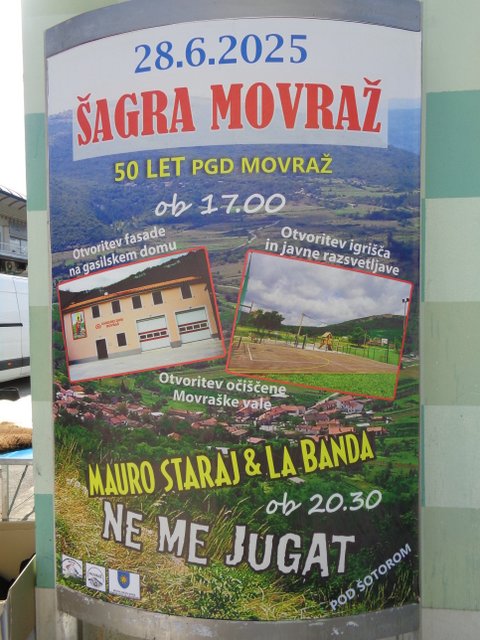 28.6.2025
ŠAGRA MOVRAŽ
50 LET PGD MOVRAŽ
ob 17.00
Otvoritev fasade
na gasilskem domu
Otvoritev igrišča
in javne razsvetljave
Otvoritev očiščene
Movraške vale
MAURO STARAJ & LA BANDA
ob 20.30
NE ME JUGAT
POD ŠOTOROM